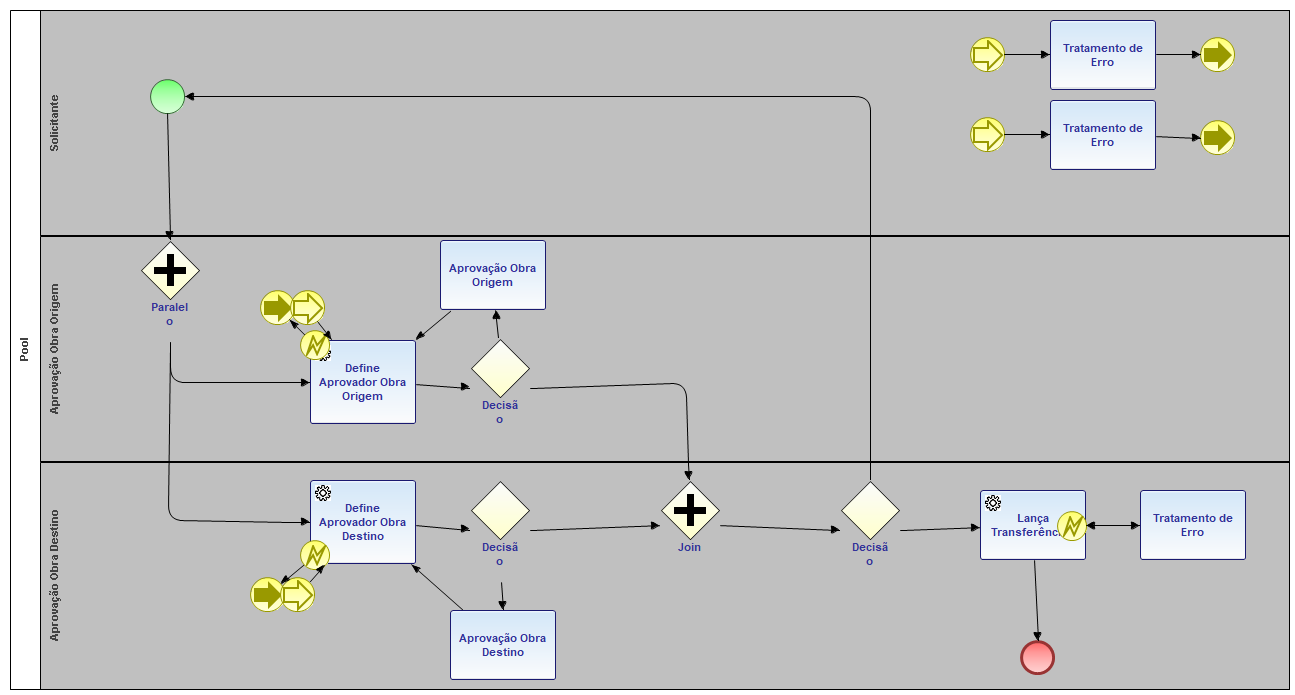 Pool
Solicitante
Tratamento de
Erro
Tratamento de
Erro
Aprovação Obra Origem
Paralel
o
Aprovação Obra
Origem
Define
Aprovador Obra
Origem
Decisã
o
Aprovação Obra Destino
Define
Aprovador Obra
Destino
Decisã
o
Join
Decisã
o
Lança
Transferênc
Tratamento de
Erro
Aprovação Obra
Destino